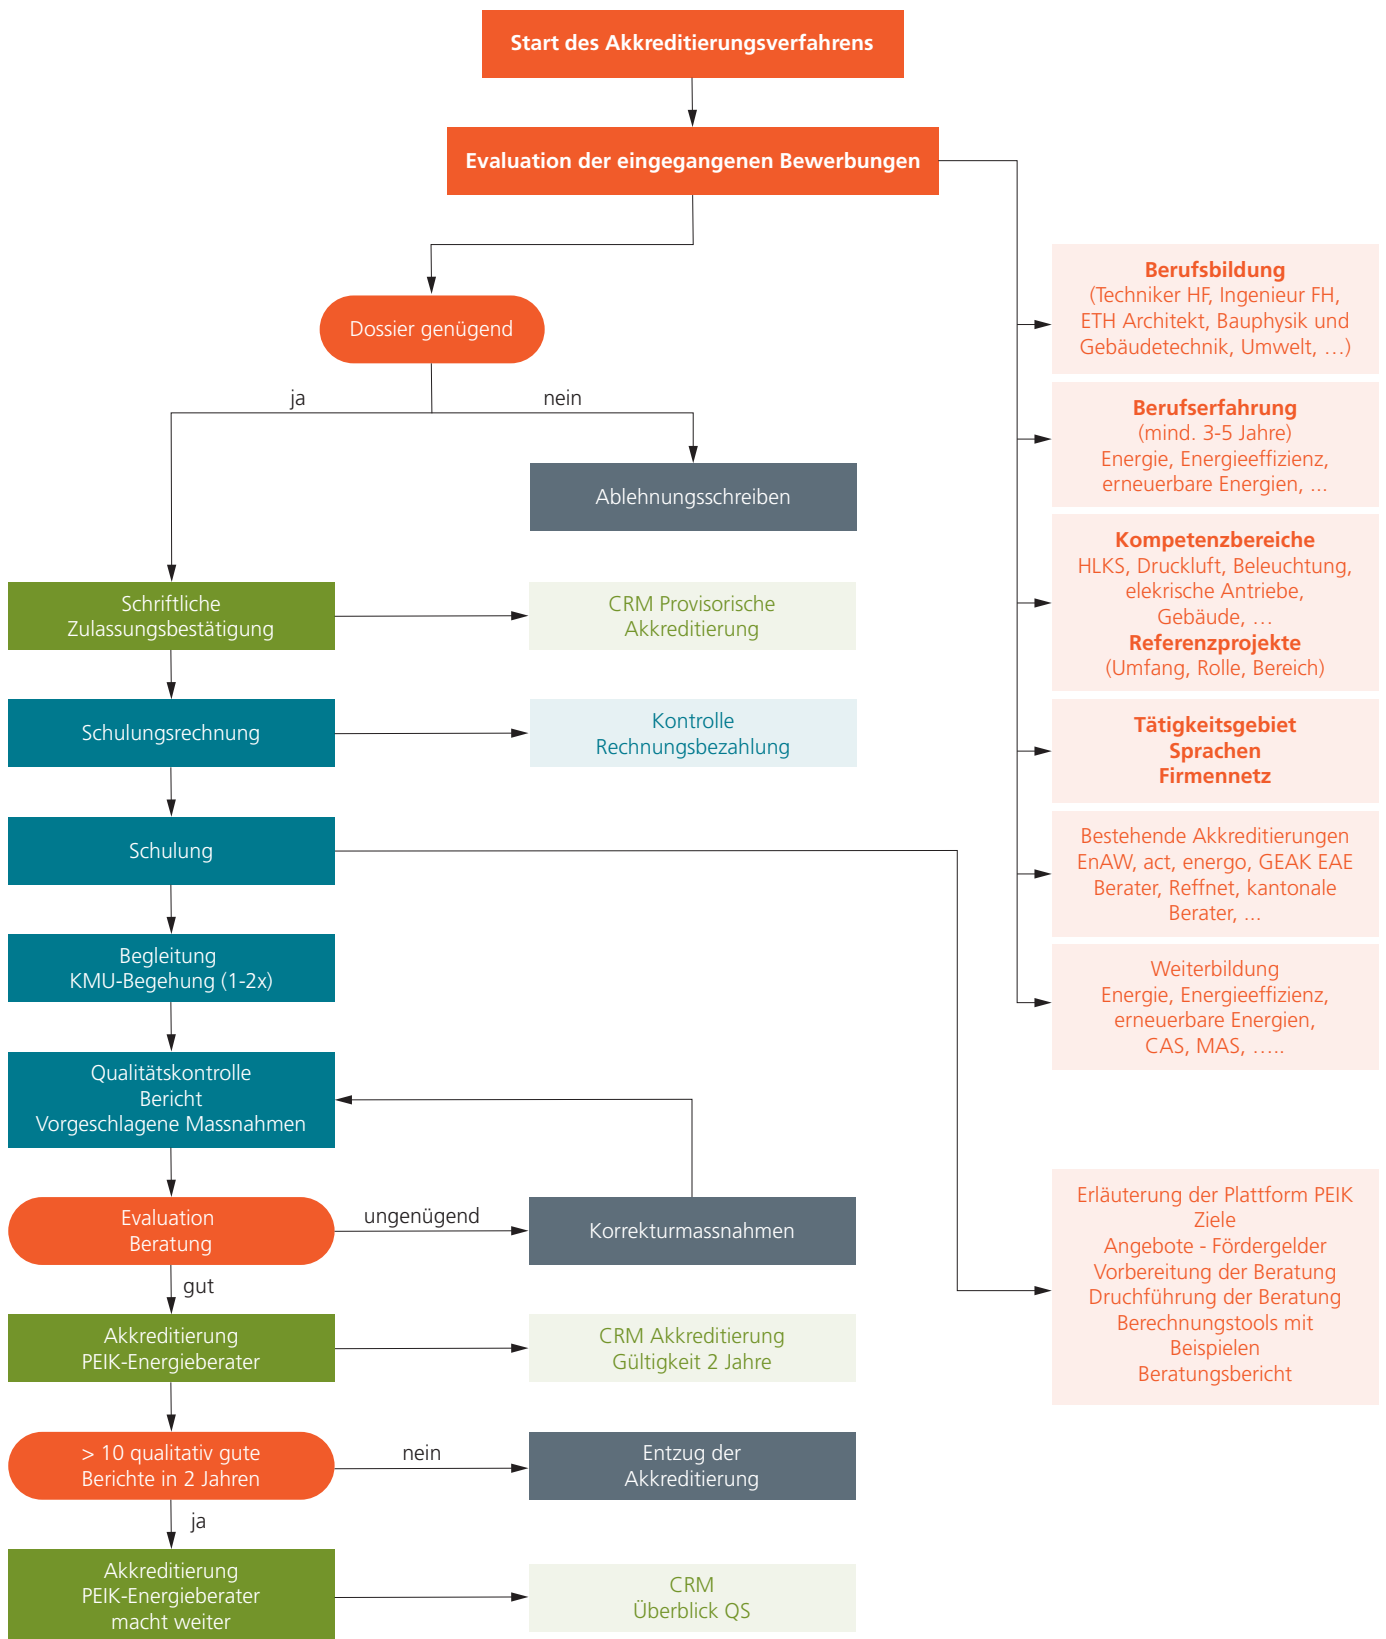 Start des Akkreditierungsverfahrens
Evaluation der eingegangenen Bewerbungen
Dossier genügend
ja
nein
Ablehnungsschreiben
Schriftliche
Zulassungsbestätigung
CRM Provisorische
Akkreditierung
Schulungsrechnung
Kontrolle
Rechnungsbezahlung
Schulung
Begleitung
KMU-Begehung (1-2x)
Qualitätskontrolle
Bericht
Vorgeschlagene Massnahmen
Evaluation
Beratung
ungenügend
Korrekturmassnahmen
gut
Akkreditierung
PEIK-Energieberater
CRM Akkreditierung
Gültigkeit 2 Jahre
> 10 qualitativ gute
Berichte in 2 Jahren
nein
Entzug der
Akkreditierung
ja
Akkreditierung
PEIK-Energieberater
macht weiter
CRM
Überblick QS
Berufsbildung
(Techniker HF, Ingenieur FH,
ETH Architekt, Bauphysik und
Gebäudetechnik, Umwelt, …)
Berufserfahrung
(mind. 3-5 Jahre)
Energie, Energieeffizienz,
erneuerbare Energien, ...
Kompetenzbereiche
HLKS, Druckluft, Beleuchtung,
elekrische Antriebe,
Gebäude, …
Referenzprojekte
(Umfang, Rolle, Bereich)
Tätigkeitsgebiet
Sprachen
Firmennetz
Bestehende Akkreditierungen
EnAW, act, energo, GEAK EAE
Berater, Reffnet, kantonale
Berater, ...
Weiterbildung
Energie, Energieeffizienz,
erneuerbare Energien,
CAS, MAS, …..
Erläuterung der Plattform PEIK
Ziele
Angebote - Fördergelder
Vorbereitung der Beratung
Druchführung der Beratung
Berechnungstools mit
Beispielen
Beratungsbericht